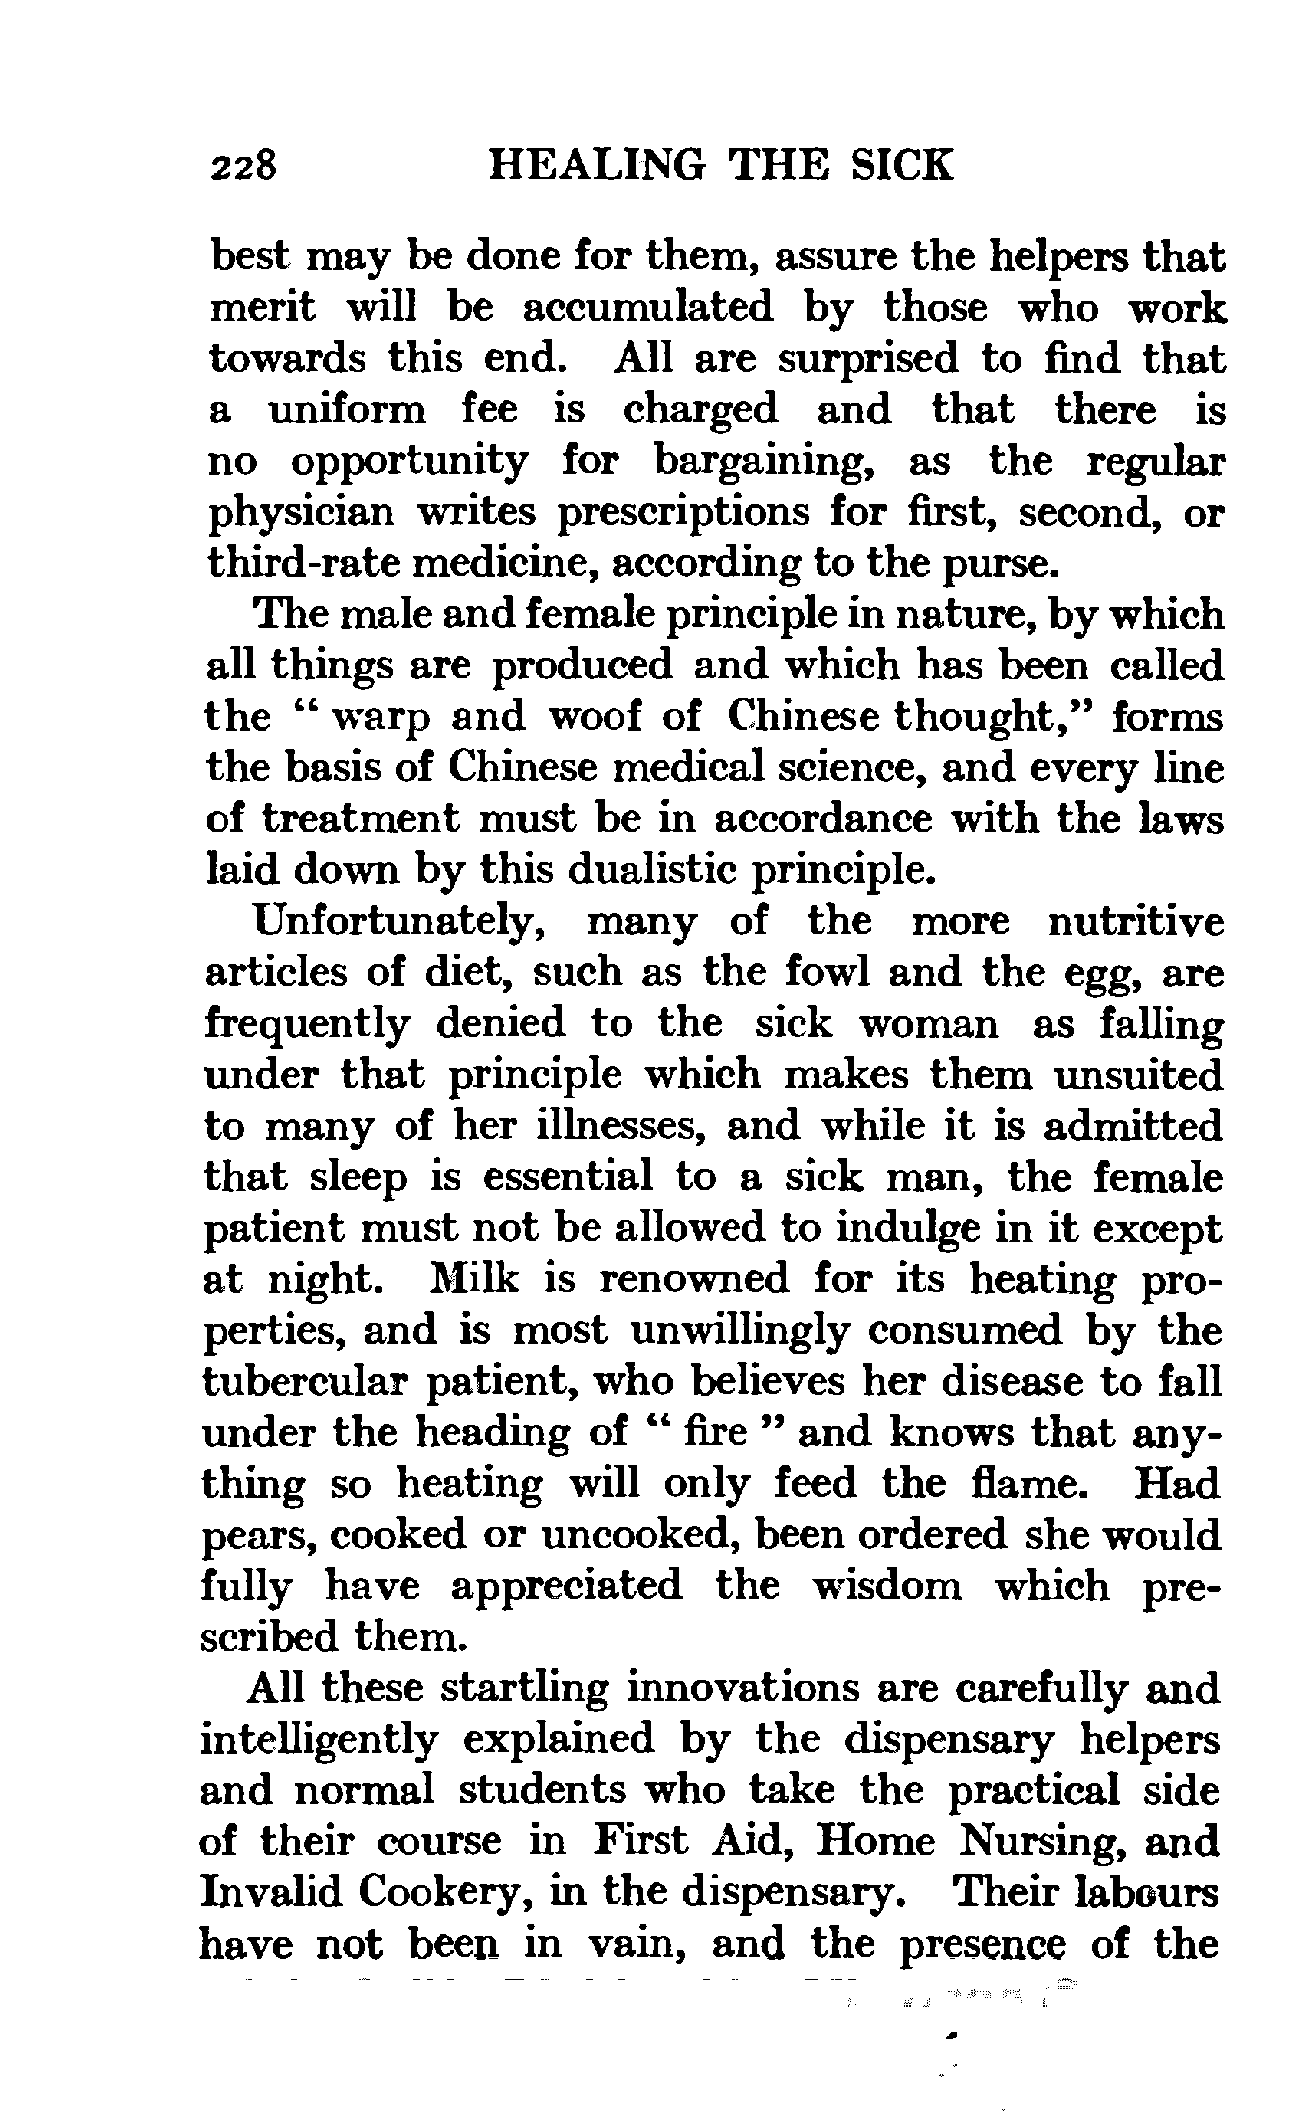 228 HEALING THE SICK
best may be done for them, assure the helpers that
merit will be accumulated by those who work
towards this end. All are surprised to find that
a uniform fee is charged and that there is
no opportunity for bargaining, as the regular
physician writes prescriptions for first, second, or
third-rate medicine, according to the purse.
The male and female principle in nature, by which
all things are produced and which has been called
the “ warp and woof of Chinese thought,” forms
the basis of Chinese medical science, and every line
of treatment must be in accordance with the laws
laid down by this dualistic principle.
Unfortunately, many of the more nutritive
articles of diet, such as the fowl and the egg, are
frequently denied to the sick woman as falling
under that principle which makes them unsuited
to many of her illnesses, and while it is admitted
that sleep is essential to a sick man, the female
patient must not be allowed to indulge in it except
at night. Milk is renowned for its heating pro-
perties, and is most unwillingly consumed by the
tubercular patient, who believes her disease to fall
under the heading of “ fire ” and knows that any-
thing so heating will only feed the flame. Had
pears, cooked or uncooked, been ordered she would
fully have appreciated the wisdom which pre-
scribed them.
All these startling innovations are carefully and
intelligently explained by the dispensary helpers
and normal students who take the practical side
of their course in First Aid, Home Nursing, and
Invalid Cookery, in the dispensary. Their labours
have not been in vain, and the presence of the